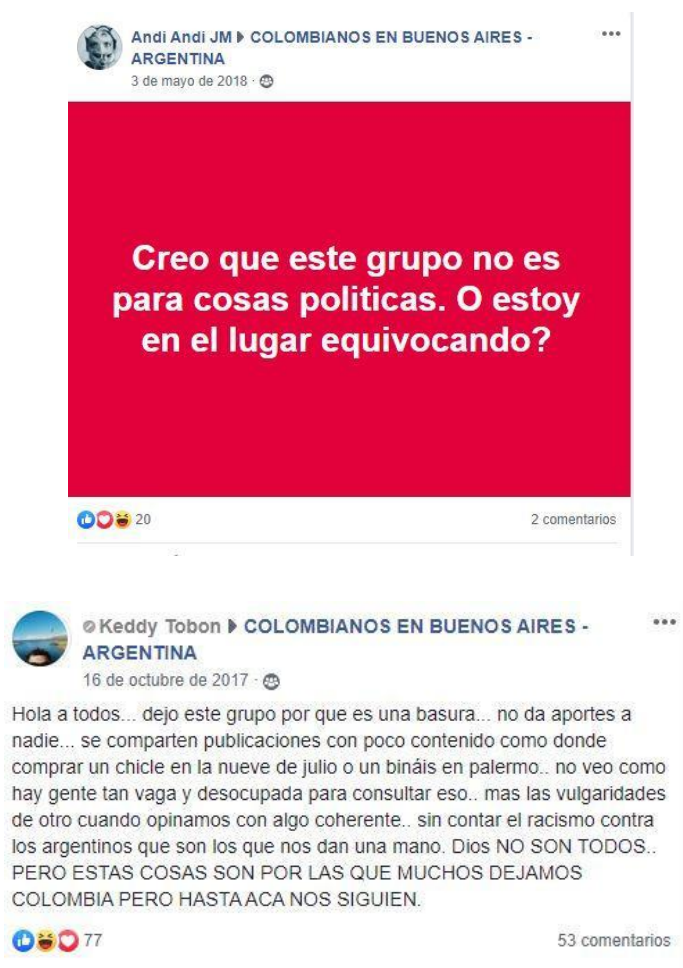 Andi Andi JM ▶ COLOMBIANOS EN BUENOS AIRES -
ARGENTINA
3 de mayo de 2018 ·
Creo que este grupo no es
para cosas politicas. O estoy
en el lugar equivocando?
20
2 comentarios
Keddy Tobon ▶ COLOMBIANOS EN BUENOS AIRES -
ARGENTINA
16 de octubre de 2017 ·
Hola a todos... dejo este grupo por que es una basura... no da aportes a
nadie... se comparten publicaciones con poco contenido como donde
comprar un chicle en la nueve de julio o un bináis en palermo.. no veo como
hay gente tan vaga y desocupada para consultar eso.. mas las vulgaridades
de otro cuando opinamos con algo coherente.. sin contar el racismo contra
los argentinos que son los que nos dan una mano. Dios NO SON TODOS..
PERO ESTAS COSAS SON POR LAS QUE MUCHOS DEJAMOS
COLOMBIA PERO HASTA ACA NOS SIGUIEN.
77
53 comentarios